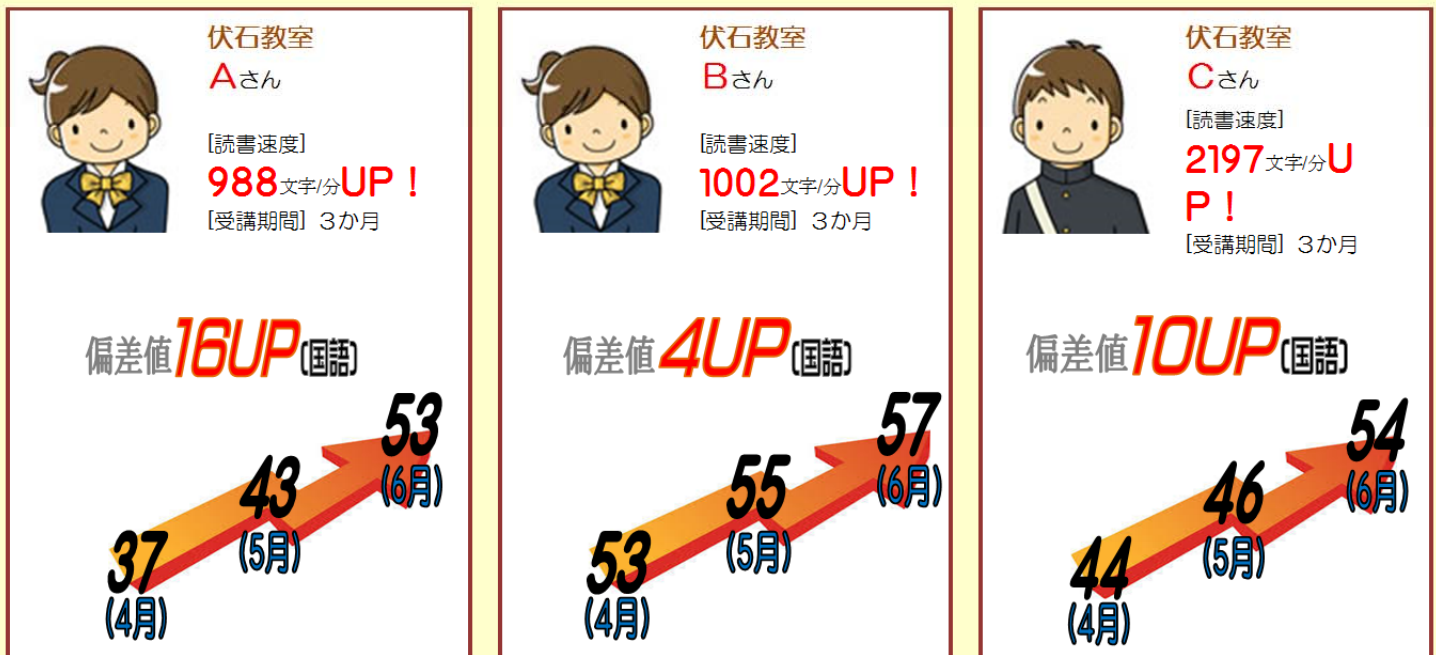 伏石教室
Aさん
[読書速度]
988文字/分UP！
[受講期間] 3か月
偏差値16UP(国語)
53
(6月)
43
(5月)
37
(4月)
伏石教室
Bさん
[読書速度]
1002文字/分UP！
[受講期間] 3か月
偏差値4UP(国語)
57
(6月)
55
(5月)
53
(4月)
伏石教室
Cさん
[読書速度]
2197文字/分U
P！
[受講期間] 3か月
偏差値10UP(国語)
54
(6月)
46
(5月)
44
(4月)